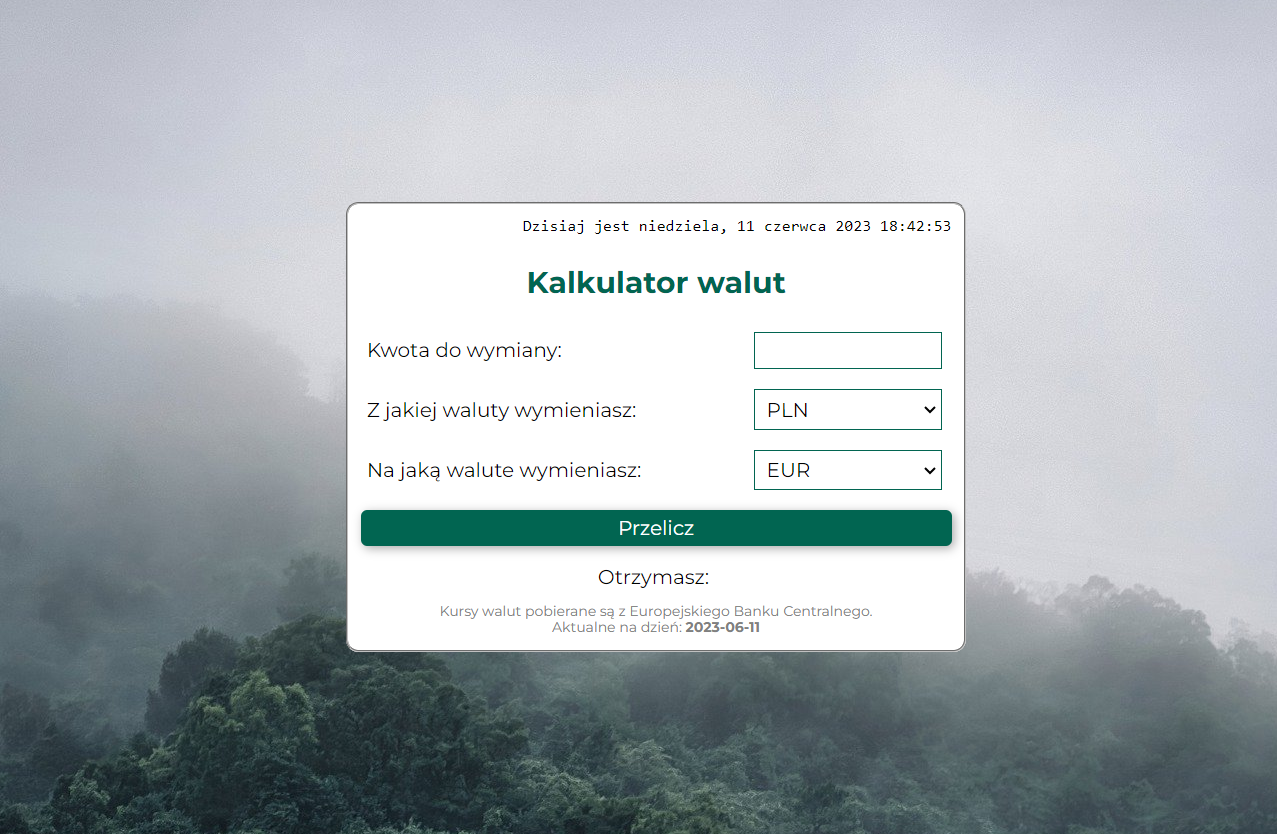 Dzisiaj jest niedziela, 11 czerwca 2023 18:42:53
Kalkulator walut
Kwota do wymiany:
Z jakiej waluty wymieniasz:
PLN
Na jaką walute wymieniasz:
EUR
Przelicz
Otrzymasz:
Kursy walut pobierane są z Europejskiego Banku Centralnego.
Aktualne na dzień: 2023-06-11